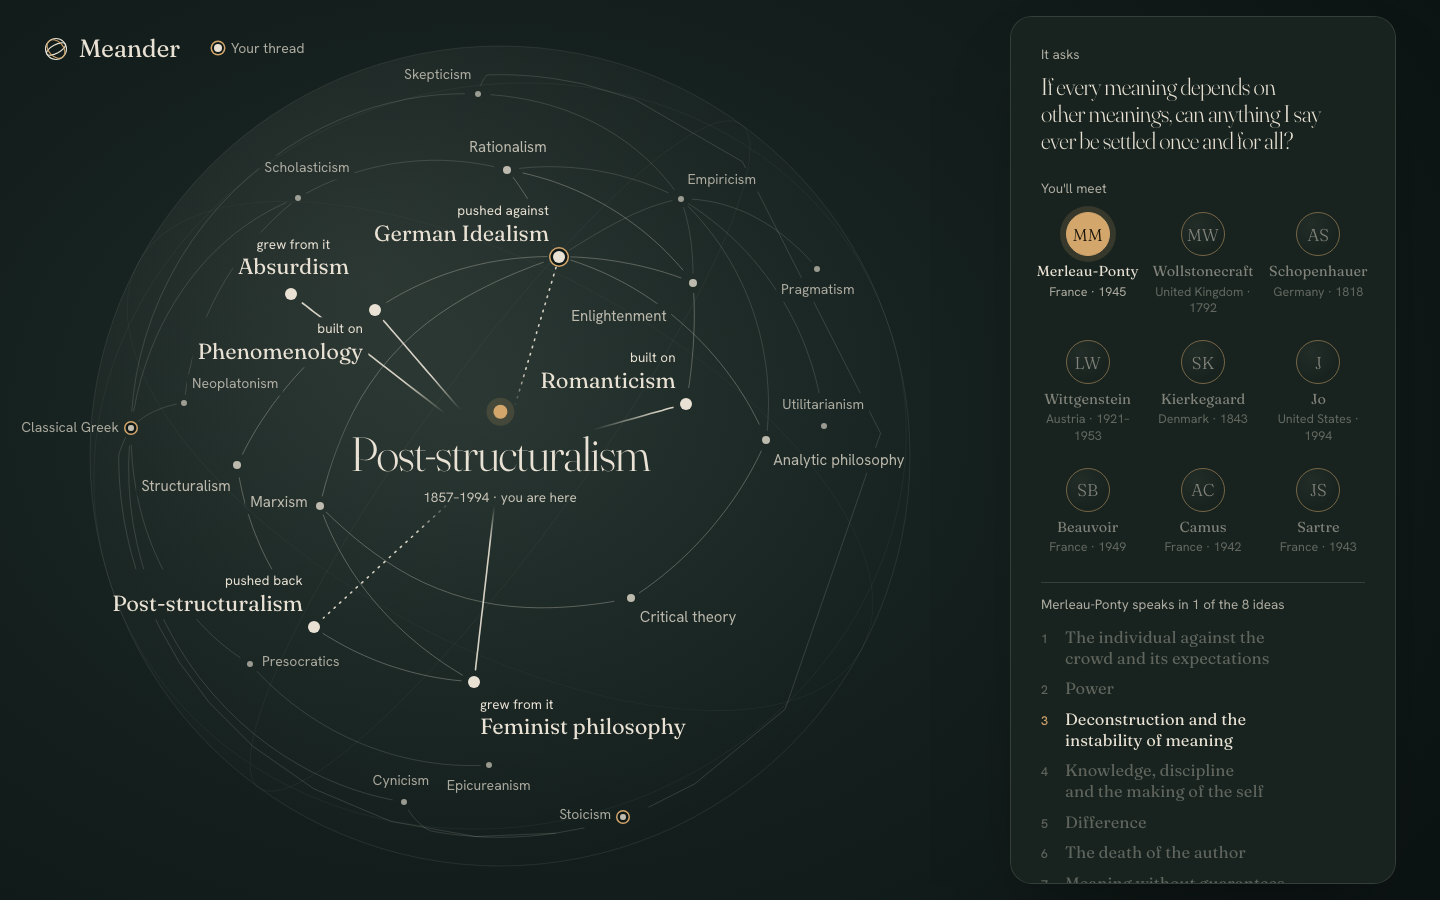 Meander
Your thread
Skepticism
Rationalism
Scholasticism
Empiricism
pushed against
German Idealism
grew from it
Absurdism
Pragmatism
Enlightenment
built on
Phenomenology
built on
Romanticism
Neoplatonism
Utilitarianism
Classical Greek
Post-structuralism
Analytic philosophy
Structuralism
Marxism
1857–1994 · you are here
pushed back
Post-structuralism
Critical theory
Presocratics
grew from it
Feminist philosophy
Cynicism
Epicureanism
Stoicism
It asks
If every meaning depends on
other meanings, can anything I say
ever be settled once and for all?
You'll meet
MM
MW
AS
Merleau-Ponty
Wollstonecraft
Schopenhauer
France · 1945
United Kingdom ·
1792
Germany · 1818
LW
SK
J
Wittgenstein
Kierkegaard
Jo
Austria · 1921–
1953
Denmark · 1843
United States ·
1994
SB
AC
JS
Beauvoir
Camus
Sartre
France · 1949
France · 1942
France · 1943
Merleau-Ponty speaks in 1 of the 8 ideas
1 The individual against the
crowd and its expectations
2 Power
3 Deconstruction and the
instability of meaning
4 Knowledge, discipline
and the making of the self
5 Difference
6 The death of the author
7 Meaning without guarantees